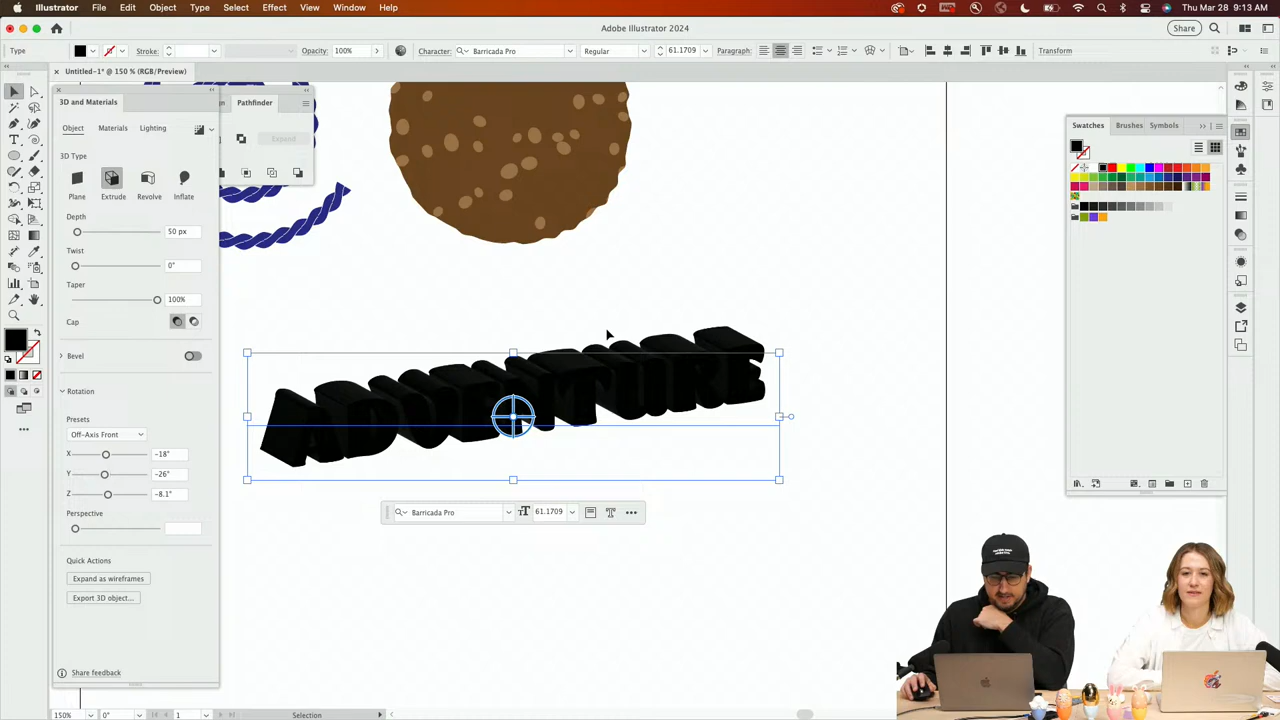 Illustrator File Edit Object Type Select Effect View Window Help
Thu Mar 28 9:13 AM
Adobe Illustrator 2024
Share
Type
Stroke:
Opacity: 100%
Character: Barricada Pro
Regular
61.1709
Paragraph:
Transform
× Untitled-1* @ 150 % (RGB/Preview)
3D and Materials
Pathfinder
Object Materials Lighting
Expand
3D Type
Plane Extrude Revolve Inflate
Depth
50 px
Twist
0°
Taper
100%
Cap
Bevel
Rotation
Presets
Off-Axis Front
X -18°
Y -26°
Z -8.1°
Perspective
Quick Actions
Expand as wireframes
Export 3D object...
Share feedback
ADVENTURE
Barricada Pro
61.1709
Swatches Brushes Symbols
150%
0°
1
Selection